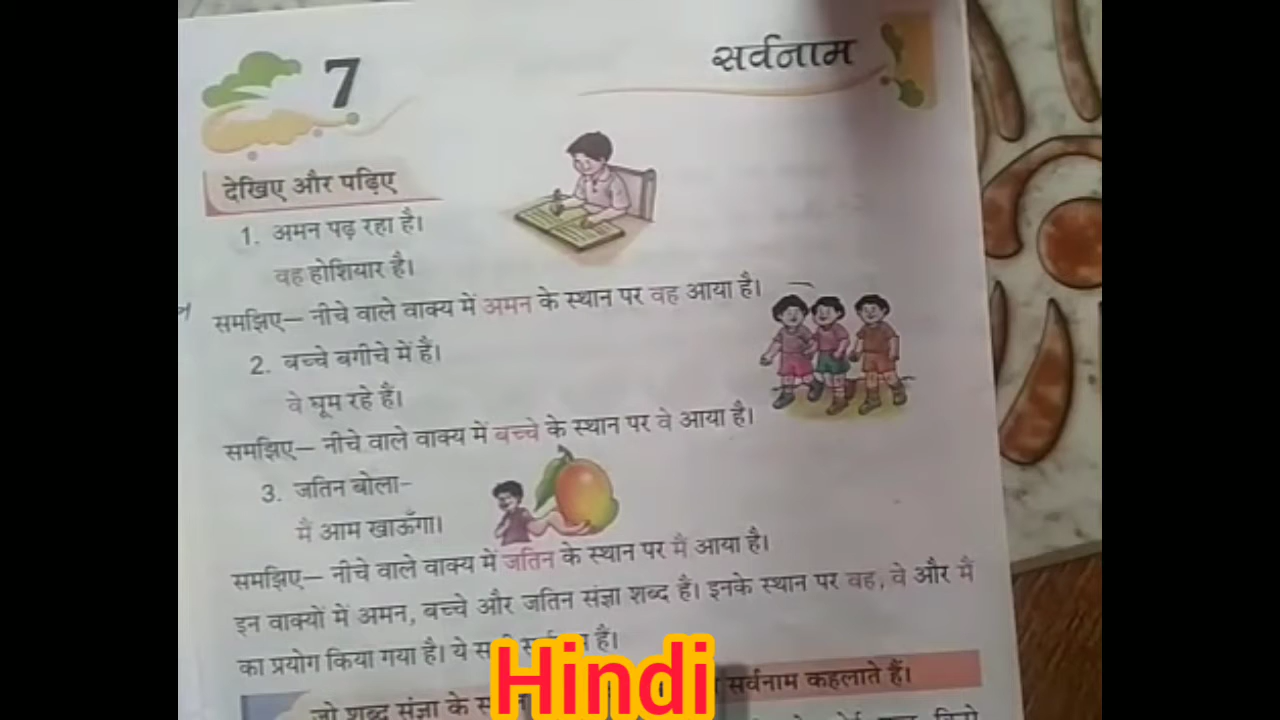 7
सर्वनाम
देखिए और पढ़िए
1. अमन पढ़ रहा है।
वह होशियार है।
समझिए— नीचे वाले वाक्य में अमन के स्थान पर वह आया है।
2. बच्चे बगीचे में हैं।
वे घूम रहे हैं।
समझिए— नीचे वाले वाक्य में बच्चे के स्थान पर वे आया है।
3. जतिन बोला-
मैं आम खाऊँगा।
समझिए— नीचे वाले वाक्य में जतिन के स्थान पर मैं आया है।
इन वाक्यों में अमन, बच्चे और जतिन संज्ञा शब्द है। इनके स्थान पर वह, वे और मैं
का प्रयोग किया गया है। ये हैं।
जो शब्द संज्ञा के सर्वनाम कहलाते हैं।
Hindi